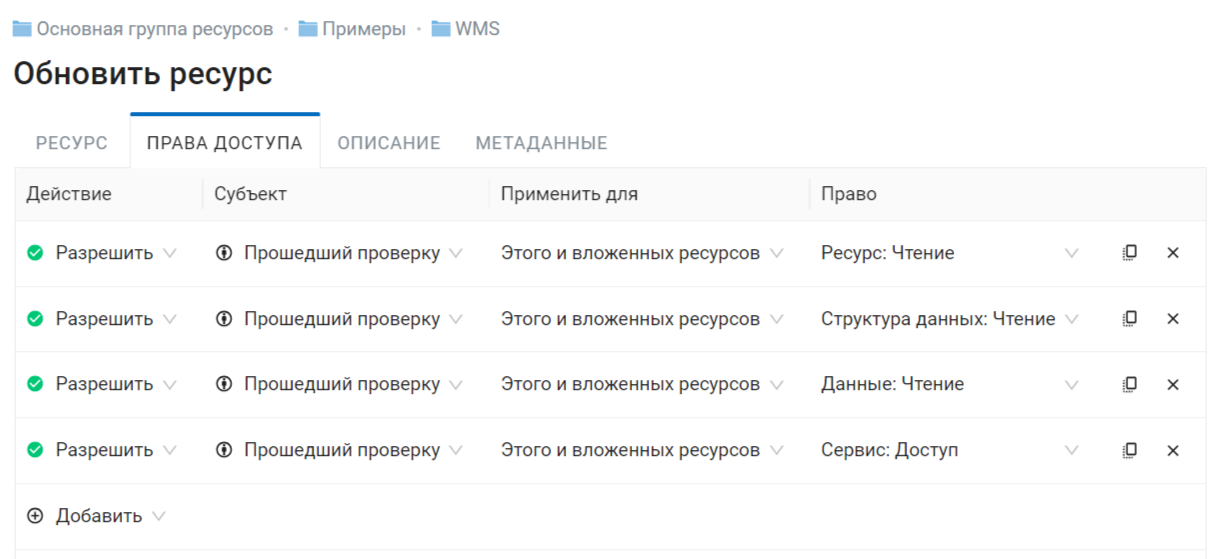 Основная группа ресурсов · Примеры · WMS
Обновить ресурс
РЕСУРС ПРАВА ДОСТУПА ОПИСАНИЕ МЕТАДАННЫЕ
Действие Субъект Применить для Право
Разрешить Прошедший проверку Этого и вложенных ресурсов Ресурс: Чтение
Разрешить Прошедший проверку Этого и вложенных ресурсов Структура данных: Чтение
Разрешить Прошедший проверку Этого и вложенных ресурсов Данные: Чтение
Разрешить Прошедший проверку Этого и вложенных ресурсов Сервис: Доступ
Добавить